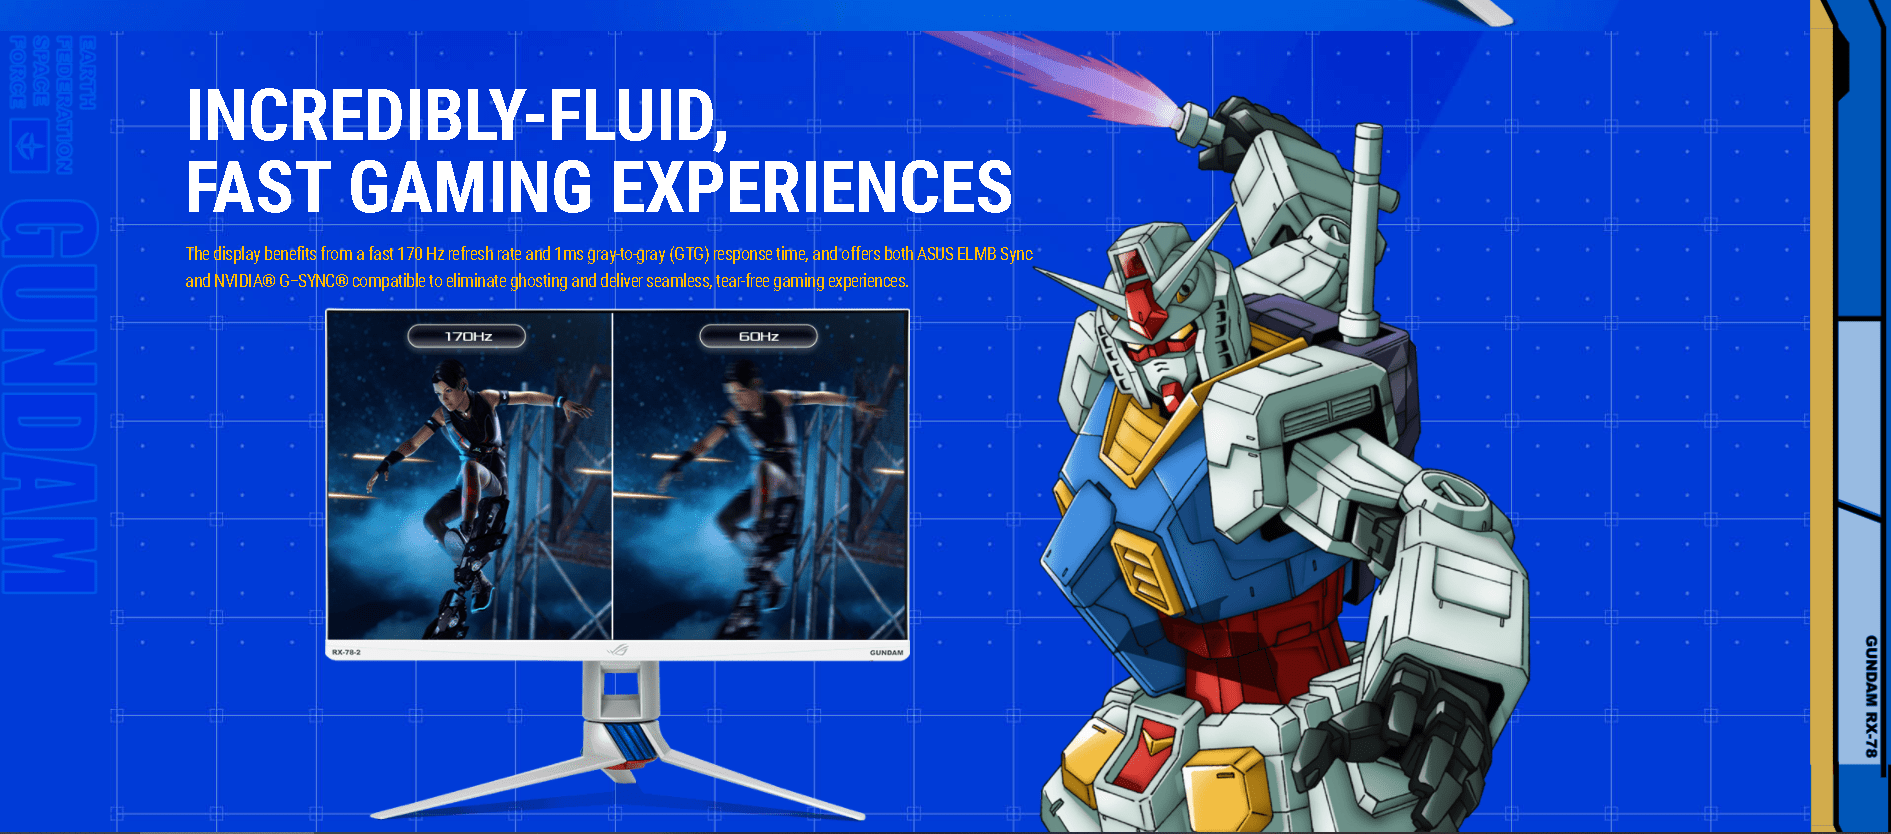 EARTH
FEDERATION
SPACE
FORCE
GUNDAM
INCREDIBLY-FLUID,
FAST GAMING EXPERIENCES
The display benefits from a fast 170 Hz refresh rate and 1ms gray-to-gray (GTG) response time, and offers both ASUS ELMB Sync
and NVIDIA® G-SYNC® compatible to eliminate ghosting and deliver seamless, tear-free gaming experiences.
170Hz
60Hz
RX-78-2
GUNDAM
GUNDAM RX-78